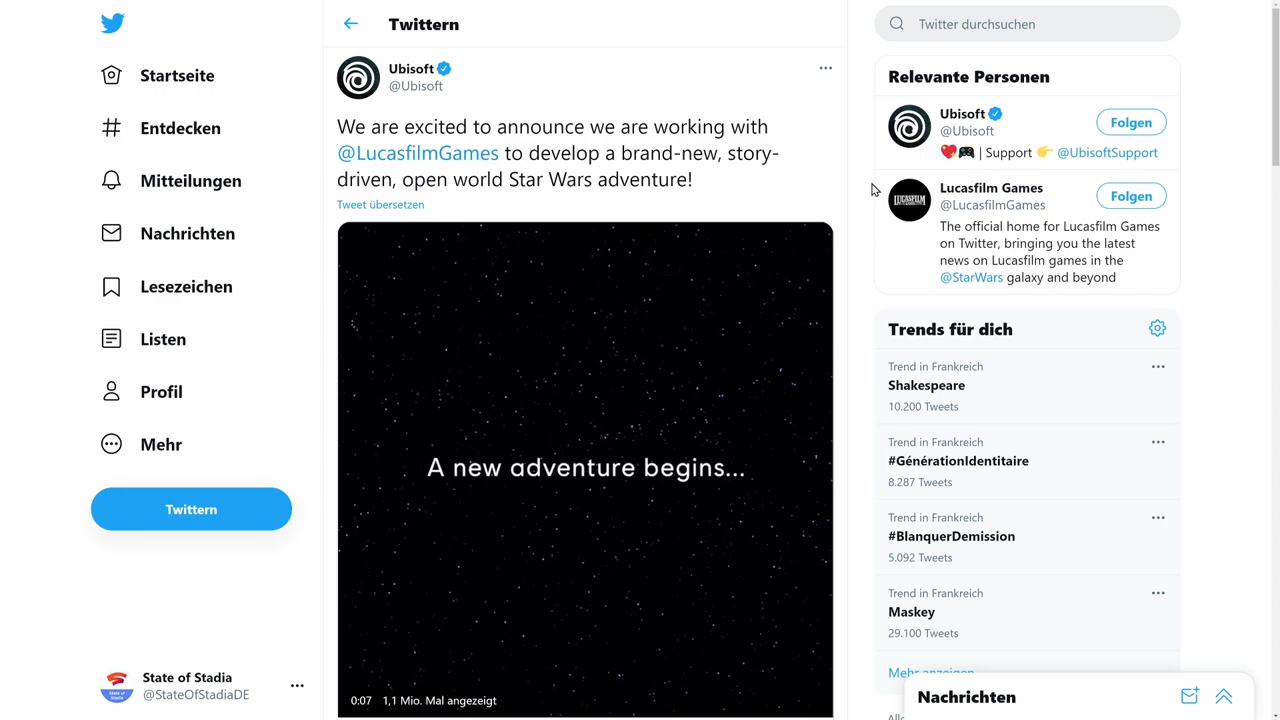 Startseite
Entdecken
Mitteilungen
Nachrichten
Lesezeichen
Listen
Profil
Mehr
Twittern
State of Stadia
@StateOfStadiaDE
Twittern
Ubisoft
@Ubisoft
We are excited to announce we are working with
@LucasfilmGames to develop a brand-new, story-
driven, open world Star Wars adventure!
Tweet übersetzen
A new adventure begins...
0:07 1,1 Mio. Mal angezeigt
Twitter durchsuchen
Relevante Personen
Ubisoft
@Ubisoft
Folgen
❤️🎮 | Support 👉 @UbisoftSupport
LUCASFILM
GAMES
Lucasfilm Games
@LucasfilmGames
Folgen
The official home for Lucasfilm Games
on Twitter, bringing you the latest
news on Lucasfilm games in the
@StarWars galaxy and beyond
Trends für dich
Trend in Frankreich
Shakespeare
10.200 Tweets
Trend in Frankreich
#GénérationIdentitaire
8.287 Tweets
Trend in Frankreich
#BlanquerDemission
5.092 Tweets
Trend in Frankreich
Maskey
29.100 Tweets
Mehr anzeigen
Nachrichten